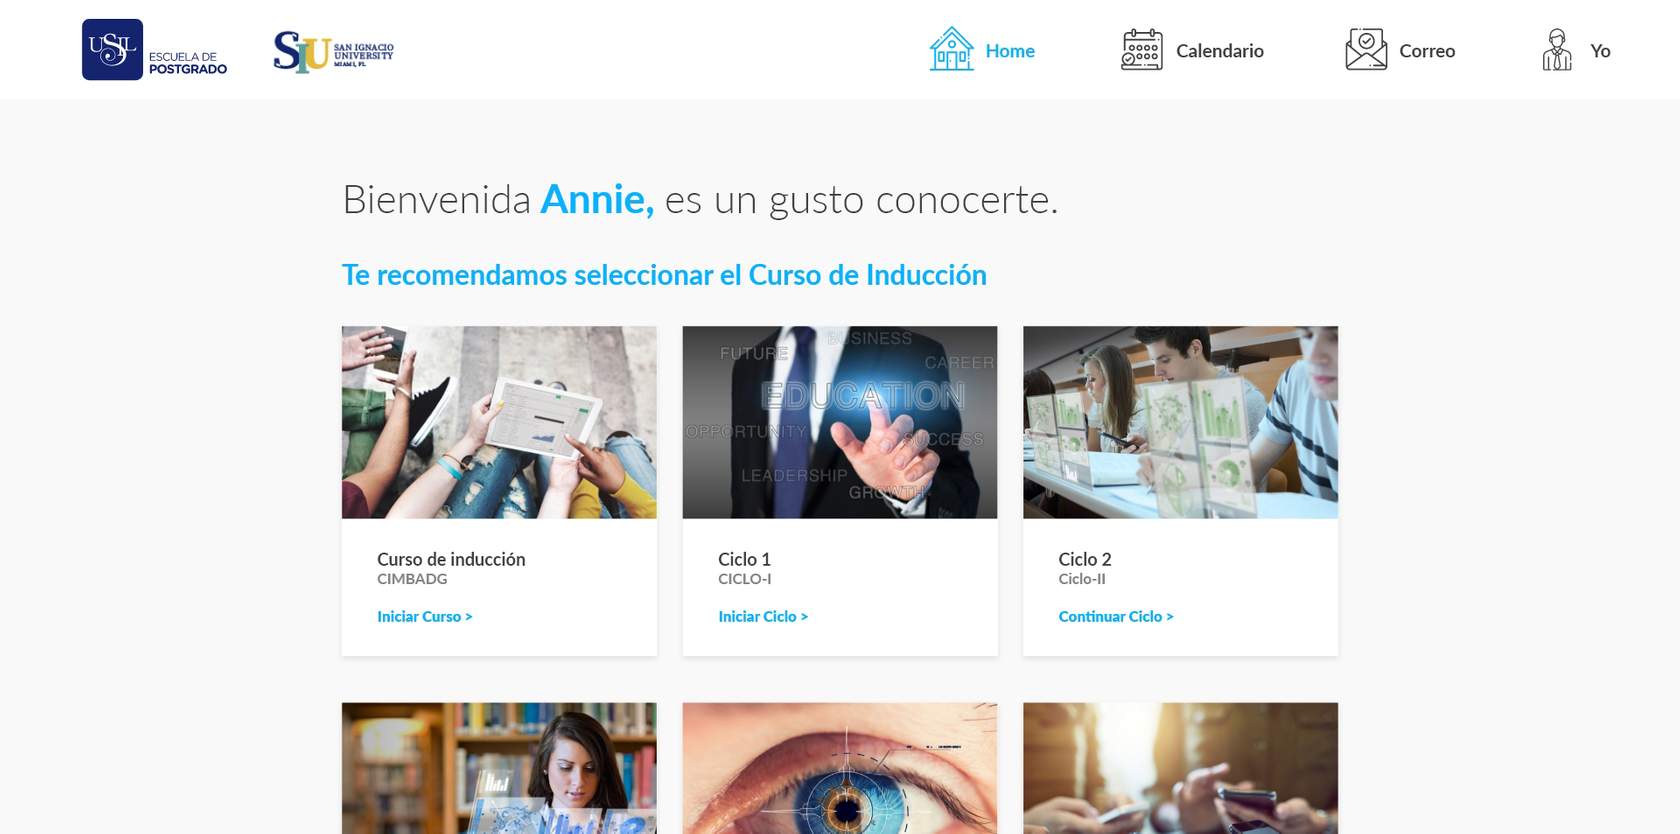 USIL
ESCUELA DE
POSTGRADO
SIU
SAN IGNACIO
UNIVERSITY
MIAMI, FL
Home
Calendario
Correo
Yo
Bienvenida Annie, es un gusto conocerte.
Te recomendamos seleccionar el Curso de Inducción
BUSINESS
FUTURE
CAREER
EDUCATION
OPPORTUNITY
SUCCESS
LEADERSHIP
GROWTH
Curso de inducción
CIMBADG
Iniciar Curso >
Ciclo 1
CICLO-I
Iniciar Ciclo >
Ciclo 2
Ciclo-II
Continuar Ciclo >